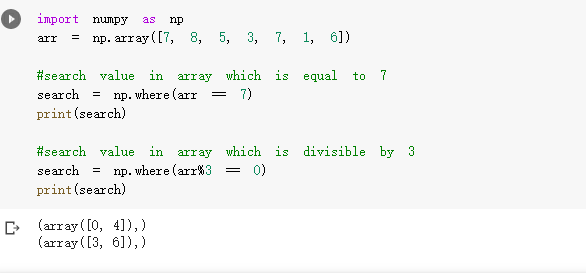 import numpy as np
arr = np.array([7, 8, 5, 3, 7, 1, 6])
#search value in array which is equal to 7
search = np.where(arr == 7)
print(search)
#search value in array which is divisible by 3
search = np.where(arr%3 == 0)
print(search)
(array([0, 4]),)
(array([3, 6]),)